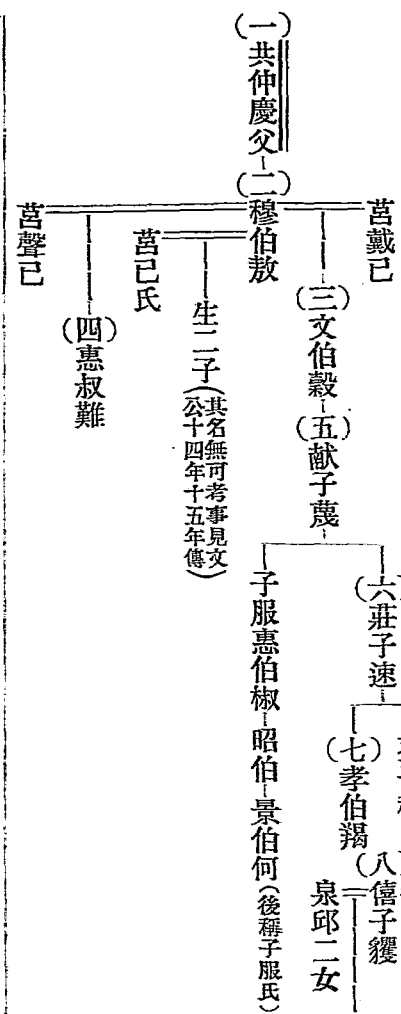 莒戴已
(一)共仲慶父
(二)穆伯敖
莒已氏
莒聲已
(三)文伯穀
(五)献子蔑
生二子(其名無可考事見文公十四年十五年傳)
(四)惠叔難
(六)莊子速
(七)孝伯羯
(八)僖子貜
泉邱二女
子服惠伯椒
昭伯
景伯何(後稱子服氏)